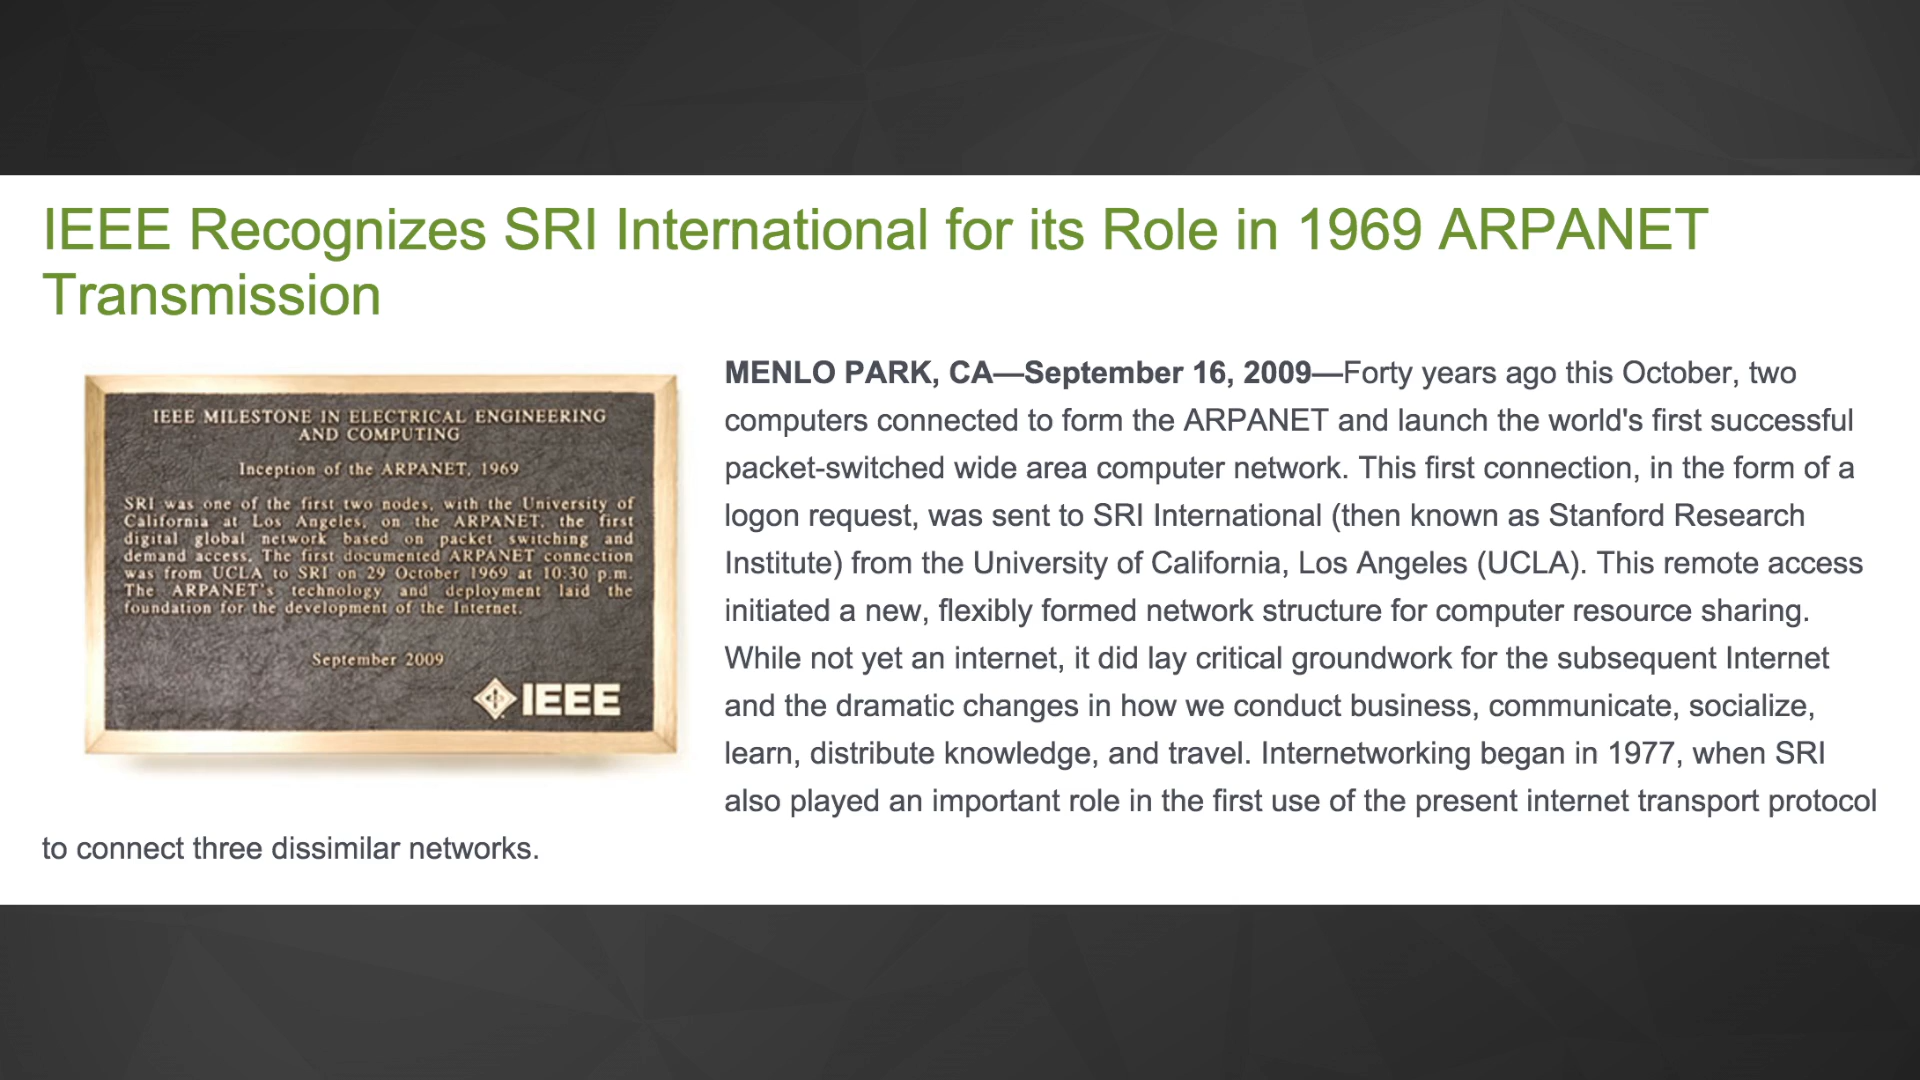 IEEE Recognizes SRI International for its Role in 1969 ARPANET
Transmission
IEEE MILESTONE IN ELECTRICAL ENGINEERING
AND COMPUTING
Inception of the ARPANET, 1969
SRI was one of the first two nodes, with the University of
California at Los Angeles, on the ARPANET, the first
digital global network based on packet switching and
demand access. The first documented ARPANET connection
was from UCLA to SRI on 29 October 1969 at 10:30 p.m.
The ARPANET's technology and deployment laid the
foundation for the development of the Internet.
September 2009
IEEE
MENLO PARK, CA—September 16, 2009—Forty years ago this October, two
computers connected to form the ARPANET and launch the world's first successful
packet-switched wide area computer network. This first connection, in the form of a
logon request, was sent to SRI International (then known as Stanford Research
Institute) from the University of California, Los Angeles (UCLA). This remote access
initiated a new, flexibly formed network structure for computer resource sharing.
While not yet an internet, it did lay critical groundwork for the subsequent Internet
and the dramatic changes in how we conduct business, communicate, socialize,
learn, distribute knowledge, and travel. Internetworking began in 1977, when SRI
also played an important role in the first use of the present internet transport protocol
to connect three dissimilar networks.